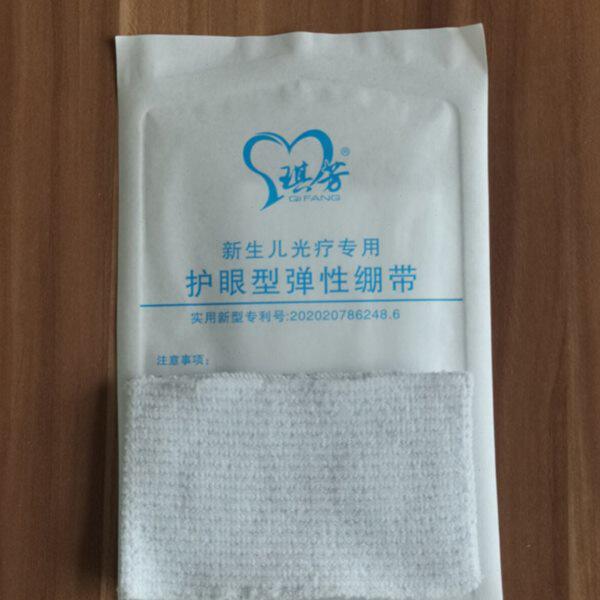 琪芳®
QI FANG
新生儿光疗专用
护眼型弹性绷带
实用新型专利号:202020786248.6
注意事项: